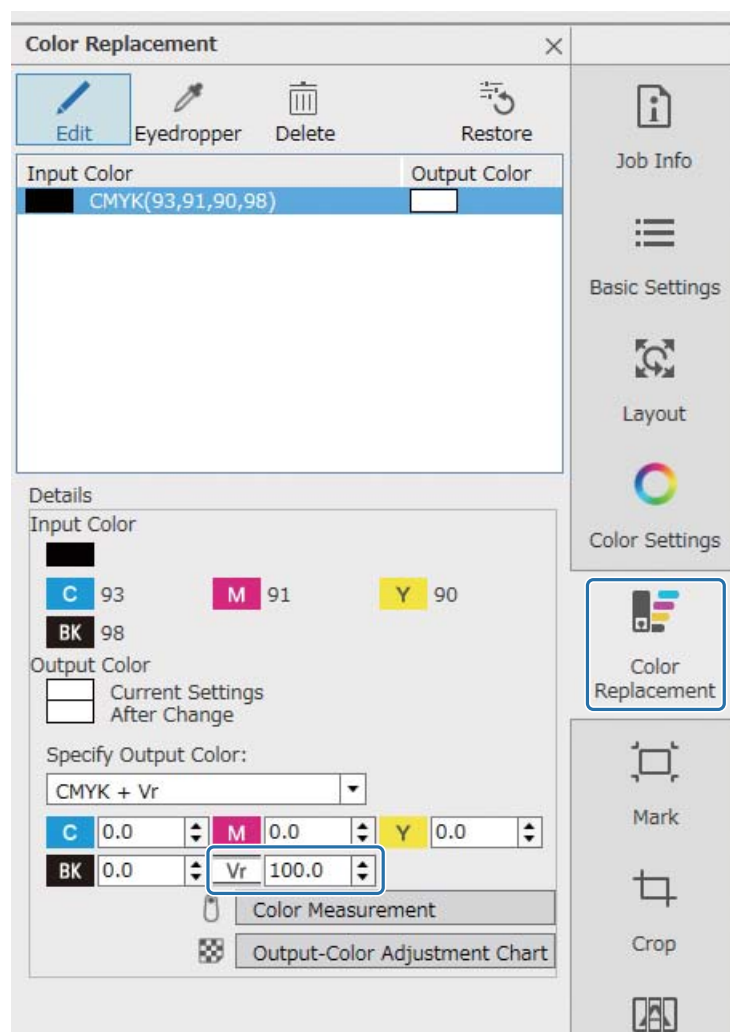 Color Replacement
Edit Eyedropper Delete Restore
Input Color Output Color
CMYK(93,91,90,98)
Details
Input Color
C 93 M 91 Y 90
BK 98
Output Color
Current Settings
After Change
Specify Output Color:
CMYK + Vr
C 0.0 M 0.0 Y 0.0
BK 0.0 Vr 100.0
Color Measurement
Output-Color Adjustment Chart
Job Info
Basic Settings
Layout
Color Settings
Color
Replacement
Mark
Crop